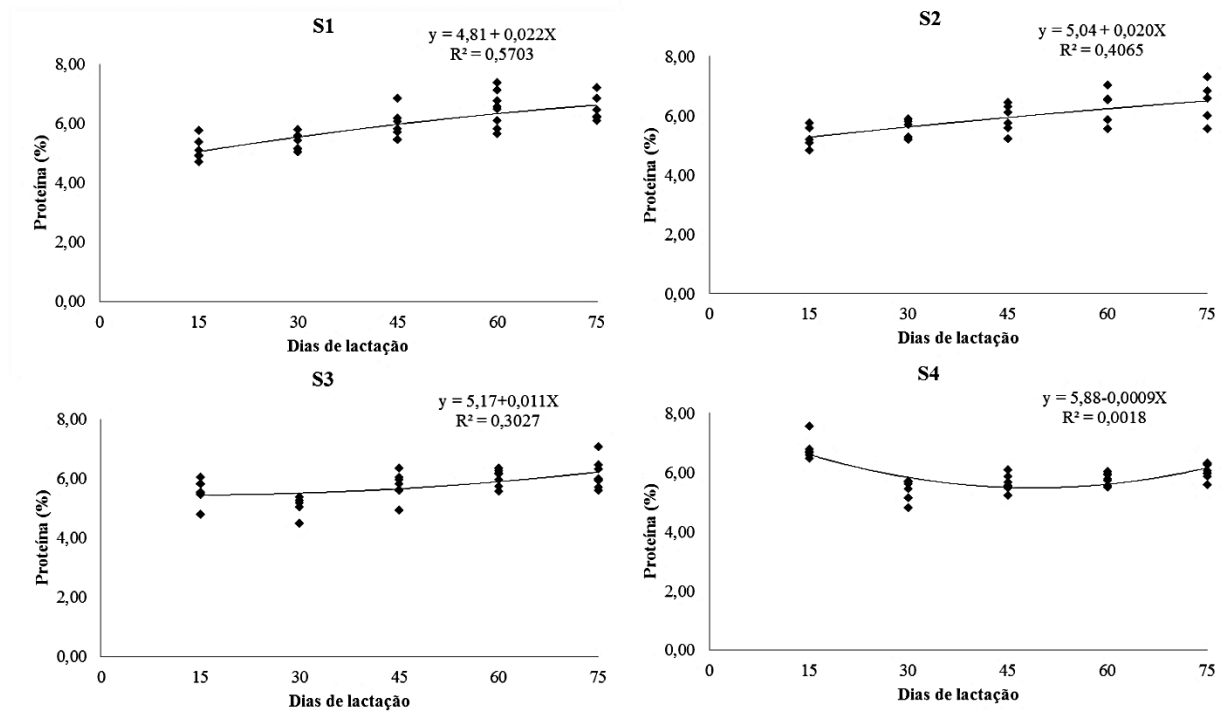 S1
y = 4,81 + 0,022X
R² = 0,5703
8,00
6,00
4,00
2,00
0,00
Proteína (%)
0 15 30 45 60 75
Dias de lactação
S2
y = 5,04 + 0,020X
R² = 0,4065
8,00
6,00
4,00
2,00
0,00
Proteína (%)
0 15 30 45 60 75
Dias de lactação
S3
y = 5,17+0,011X
R² = 0,3027
8,00
6,00
4,00
2,00
0,00
Proteína (%)
0 15 30 45 60 75
Dias de lactação
S4
y = 5,88-0,0009X
R² = 0,0018
8,00
6,00
4,00
2,00
0,00
Proteína (%)
0 15 30 45 60 75
Dias de lactação